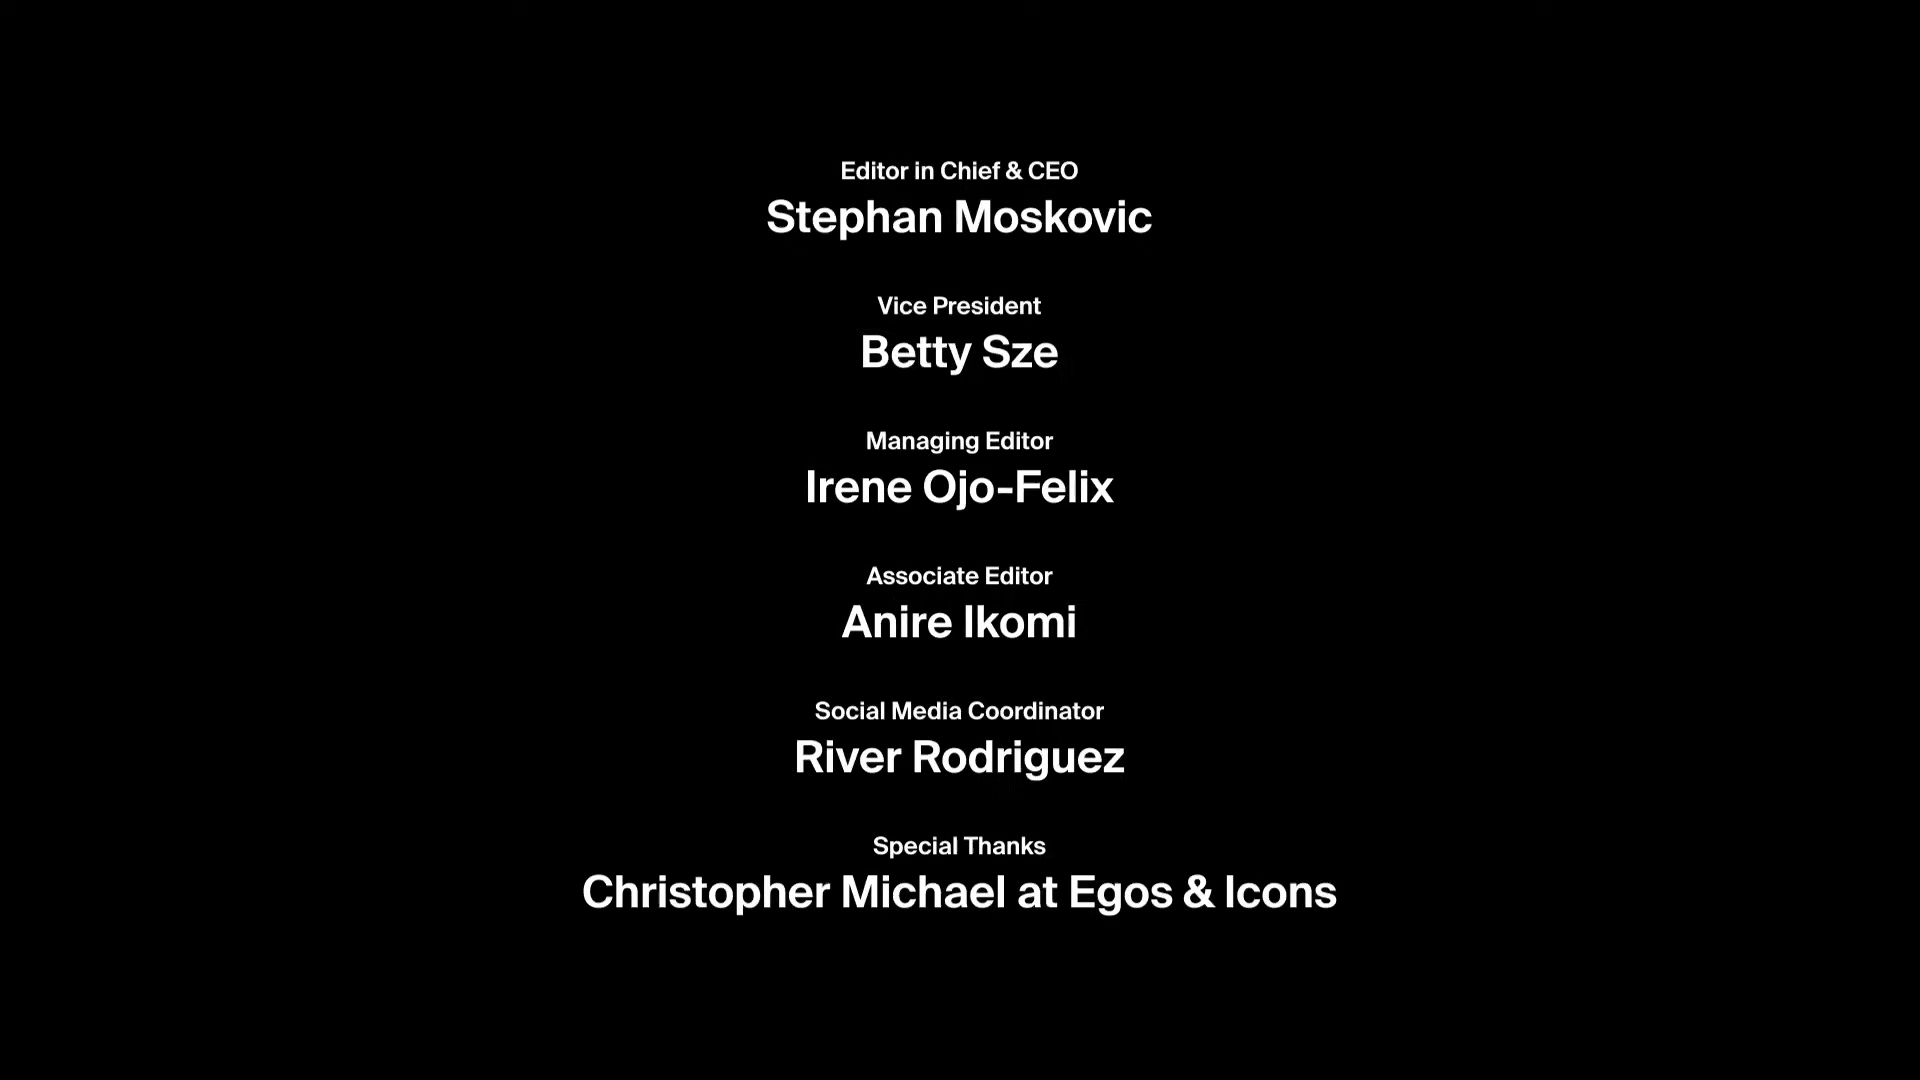 Editor in Chief & CEO
Stephan Moskovic
Vice President
Betty Sze
Managing Editor
Irene Ojo-Felix
Associate Editor
Anire Ikomi
Social Media Coordinator
River Rodriguez
Special Thanks
Christopher Michael at Egos & Icons